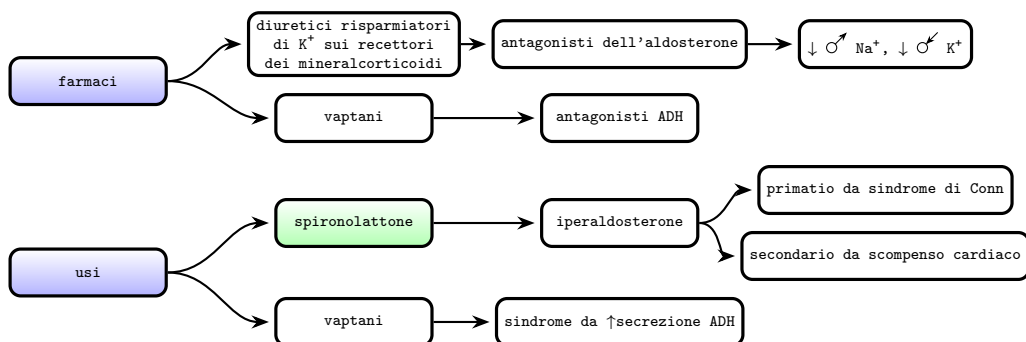 diuretici risparmiatori
di K⁺ sui recettori
dei mineralcorticoidi
antagonisti dell'aldosterone
↓ ♂ Na⁺, ↓ ♂ K⁺
farmaci
vaptani
antagonisti ADH
primatio da sindrome di Conn
spironolattone
iperaldosterone
secondario da scompenso cardiaco
usi
vaptani
sindrome da ↑secrezione ADH